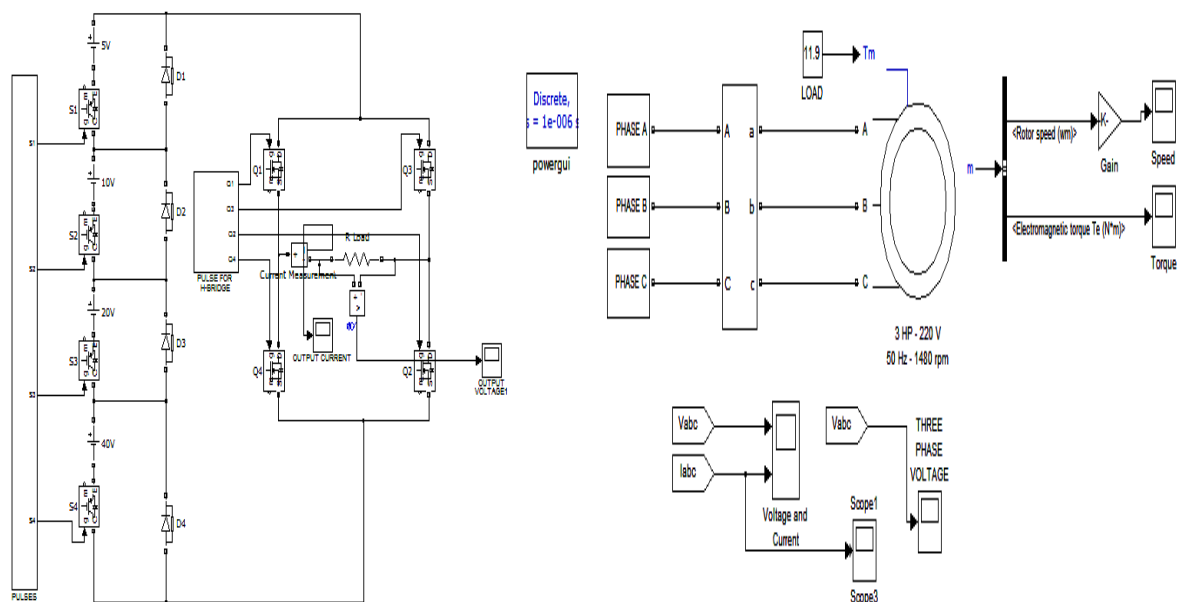 5V
D1
S1
S1
10V
D2
S2
20V
D3
S3
40V
S4
S4
D4
PULSES
Q1
Q3
Q1
Q3
Q2
Q4
PULSE FOR
H-BRIDGE
R Load
Current Measurement
OUTPUT CURRENT
Q4
Q2
OUTPUT
VOLTAGE1
Discrete,
s = 1e-006 s
powergui
PHASE A
PHASE B
PHASE C
A
B
C
a
b
c
11.9
LOAD
Tm
A
B
C
m
3 HP - 220 V
50 Hz - 1480 rpm
<Rotor speed (wm)>
K-
Gain
Speed
<Electromagnetic torque Te (N*m)>
Torque
Vabc
Iabc
Voltage and
Current
Vabc
THREE
PHASE
VOLTAGE
Scope1
Scope3